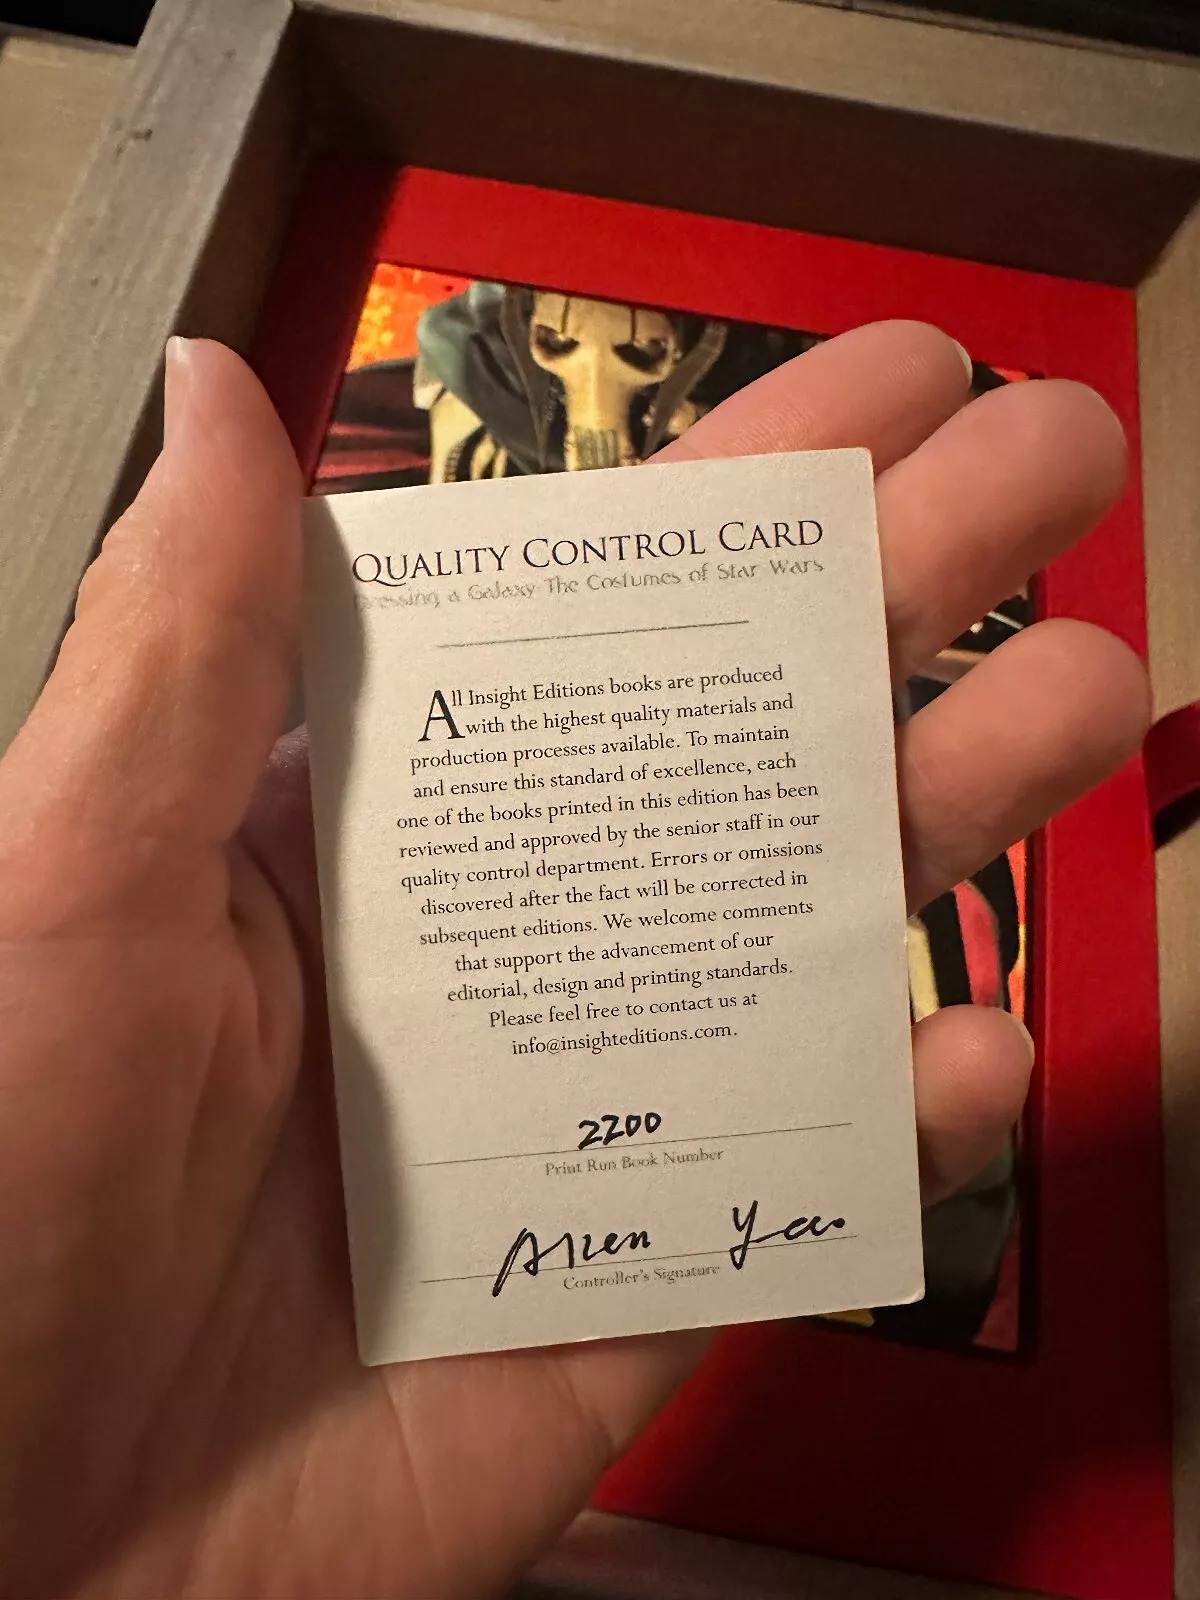 QUALITY CONTROL CARD
Dressing a Galaxy The Costumes of Star Wars
All Insight Editions books are produced
with the highest quality materials and
production processes available. To maintain
and ensure this standard of excellence, each
one of the books printed in this edition has been
reviewed and approved by the senior staff in our
quality control department. Errors or omissions
discovered after the fact will be corrected in
subsequent editions. We welcome comments
that support the advancement of our
editorial, design and printing standards.
Please feel free to contact us at
info@insighteditions.com.
2200
Print Run Book Number
Controller's Signature